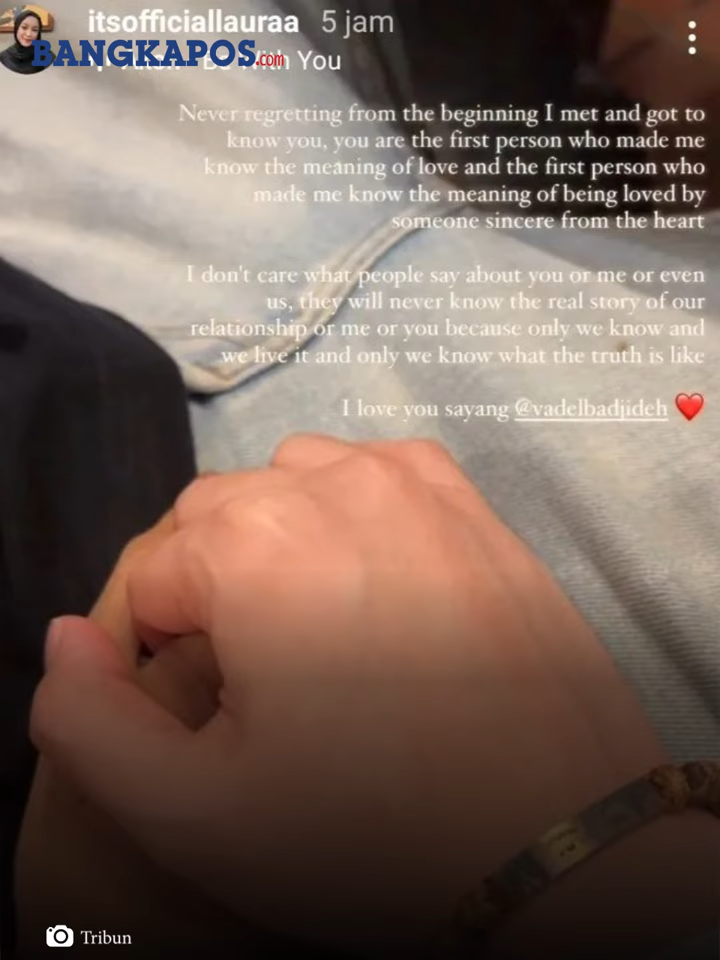 itsofficiallauraa 5 jam
BANGKAPOS.com
With You
Never regretting from the beginning I met and got to
know you, you are the first person who made me
know the meaning of love and the first person who
made me know the meaning of being loved by
someone sincere from the heart
I don't care what people say about you or me or even
us, they will never know the real story of our
relationship or me or you because only we know and
we live it and only we know what the truth is like
I love you sayang @vadelbadjideh ❤️
Tribun